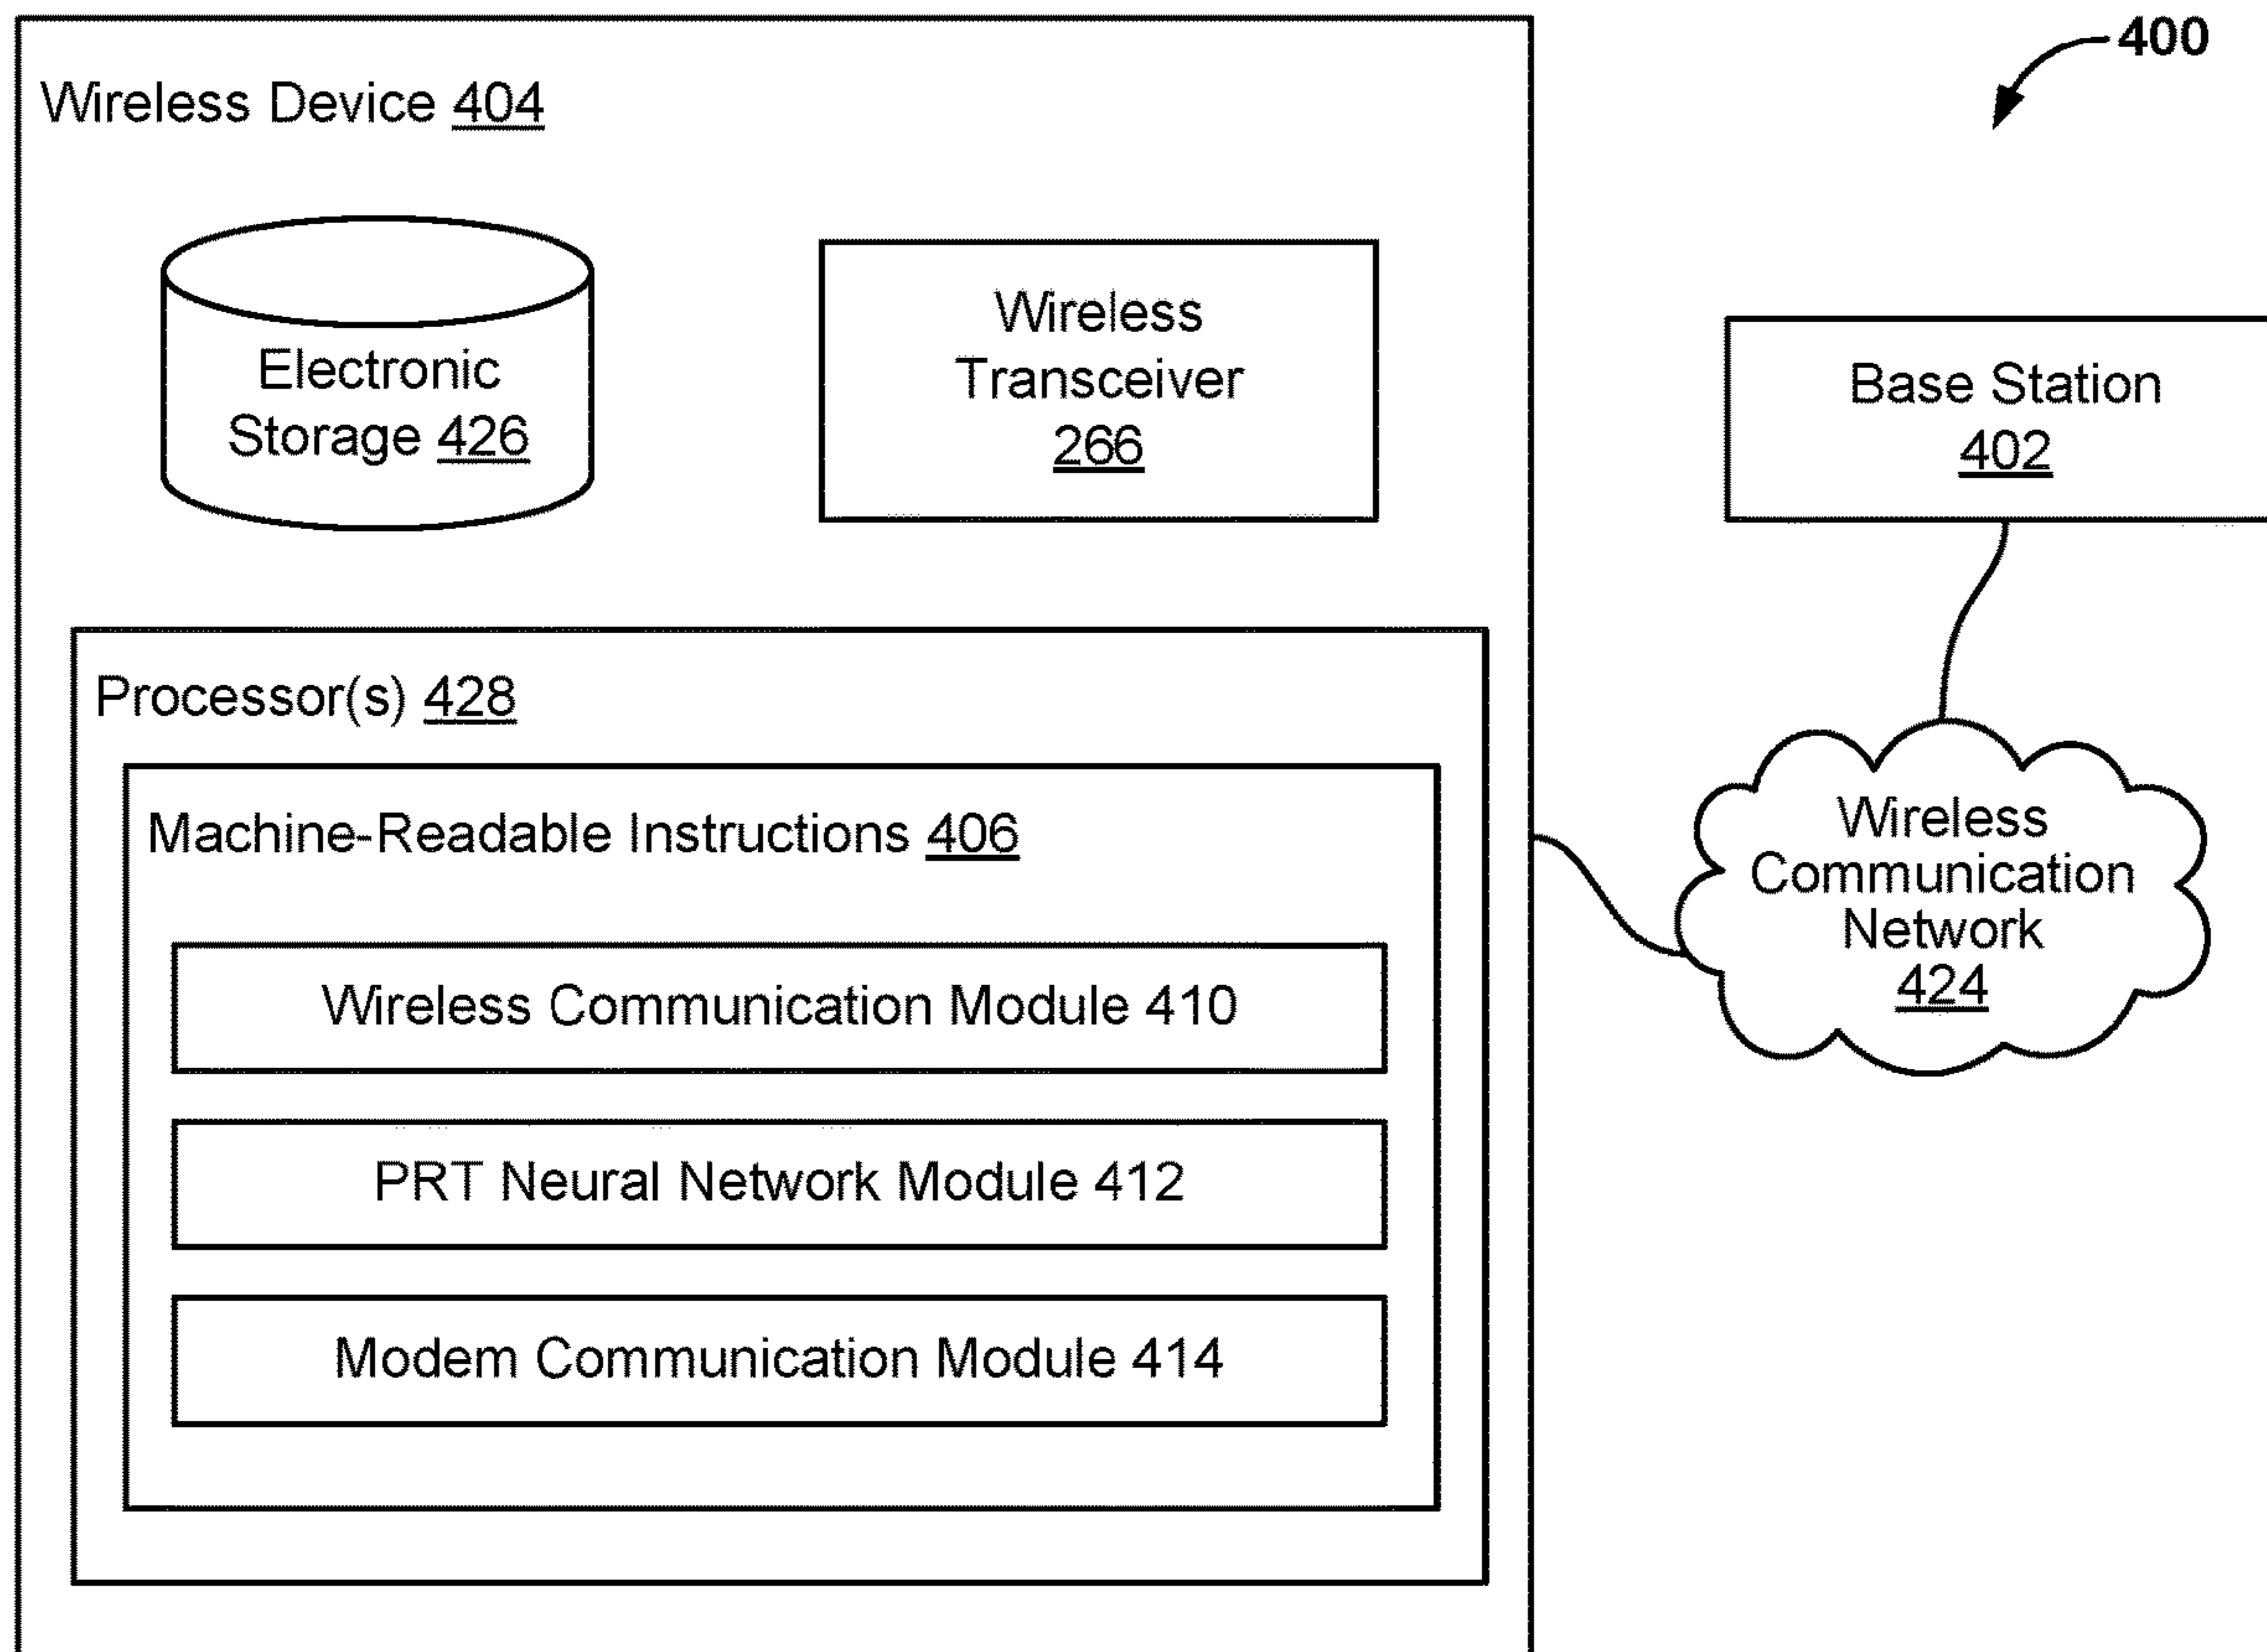 400
Wireless Device 404
Electronic
Storage 426
Wireless
Transceiver
266
Base Station
402
Processor(s) 428
Machine-Readable Instructions 406
Wireless Communication Module 410
PRT Neural Network Module 412
Modem Communication Module 414
Wireless
Communication
Network
424